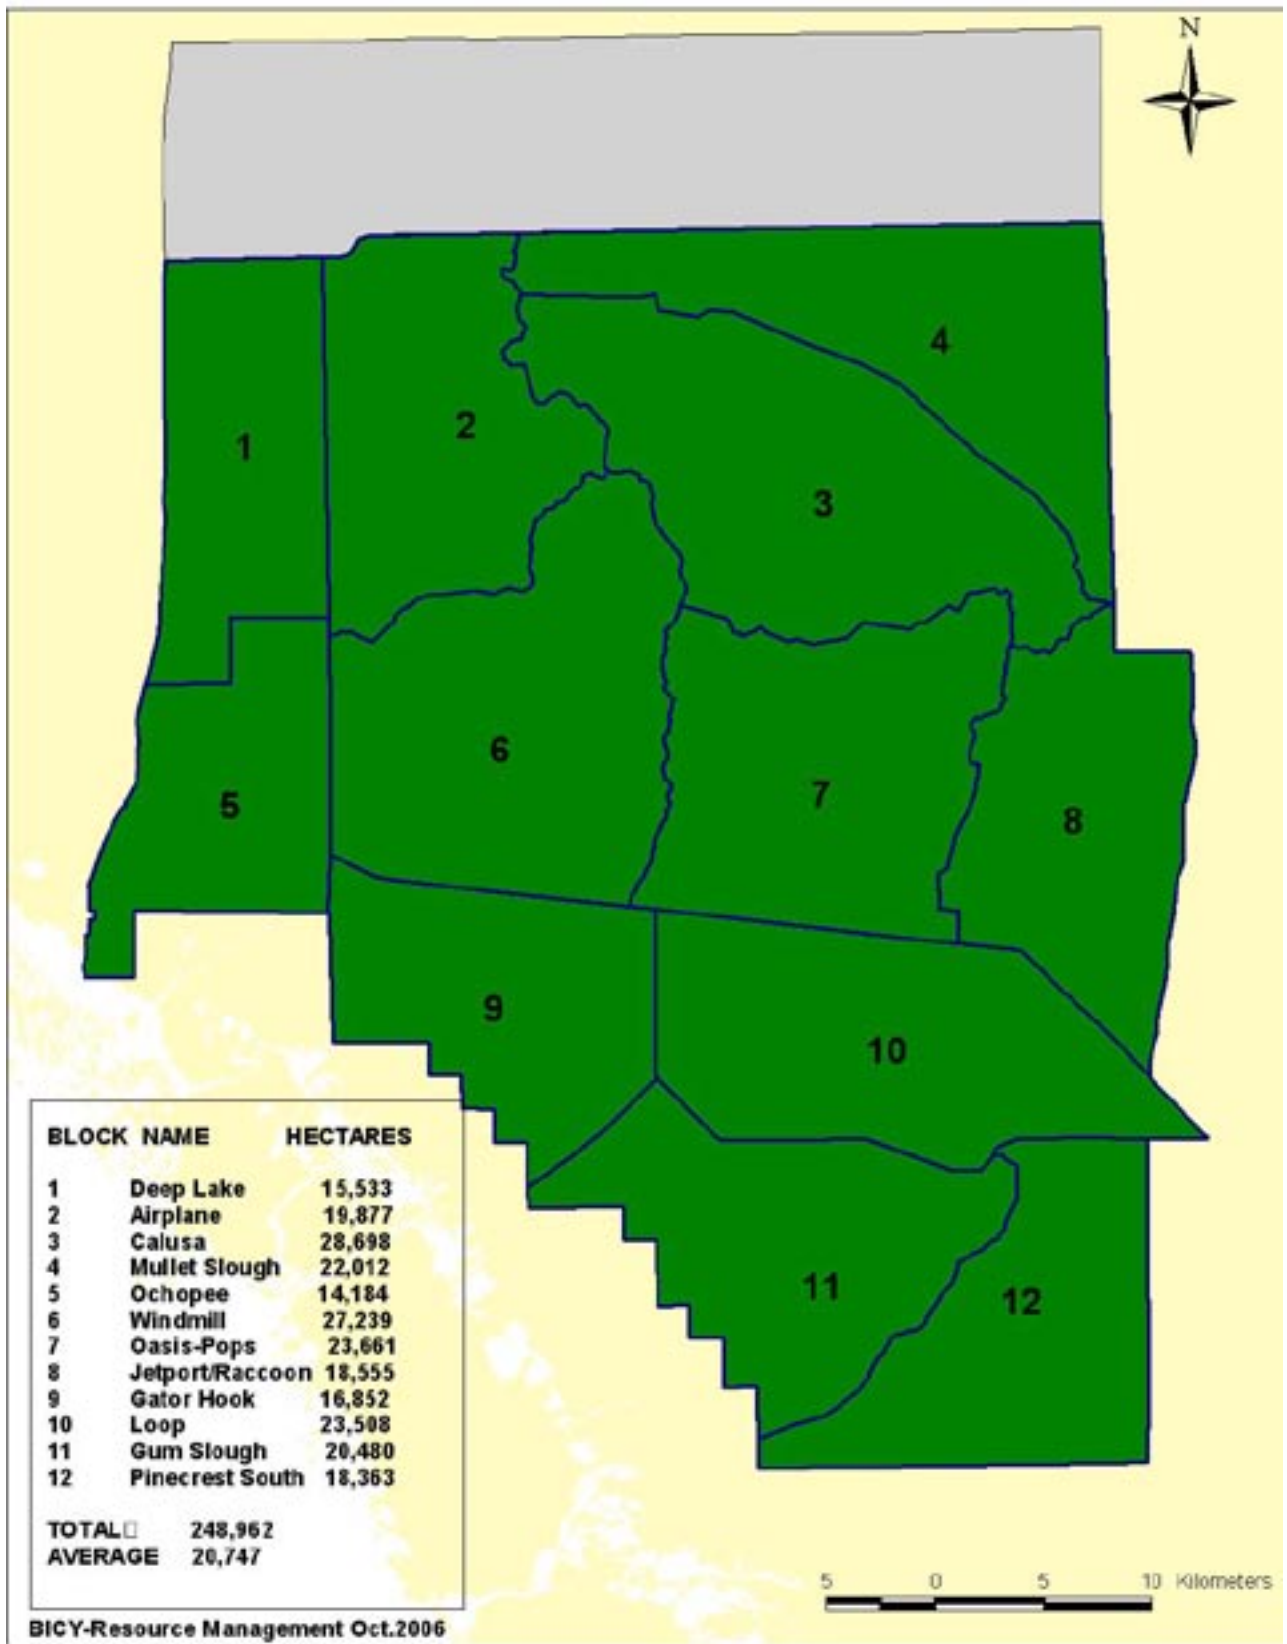 N
4
2
1
3
6
7
5
8
9
10
11
12
BLOCK NAME HECTARES
1 Deep Lake 15,533
2 Airplane 19,877
3 Calusa 28,698
4 Mullet Slough 22,012
5 Ochopee 14,184
6 Windmill 27,239
7 Oasis-Pops 23,661
8 Jetport/Raccoon 18,555
9 Gator Hook 16,852
10 Loop 23,508
11 Gum Slough 20,480
12 Pinecrest South 18,363
TOTAL□ 248,962
AVERAGE 20,747
5 0 5 10 Kilometers
BICY-Resource Management Oct.2006